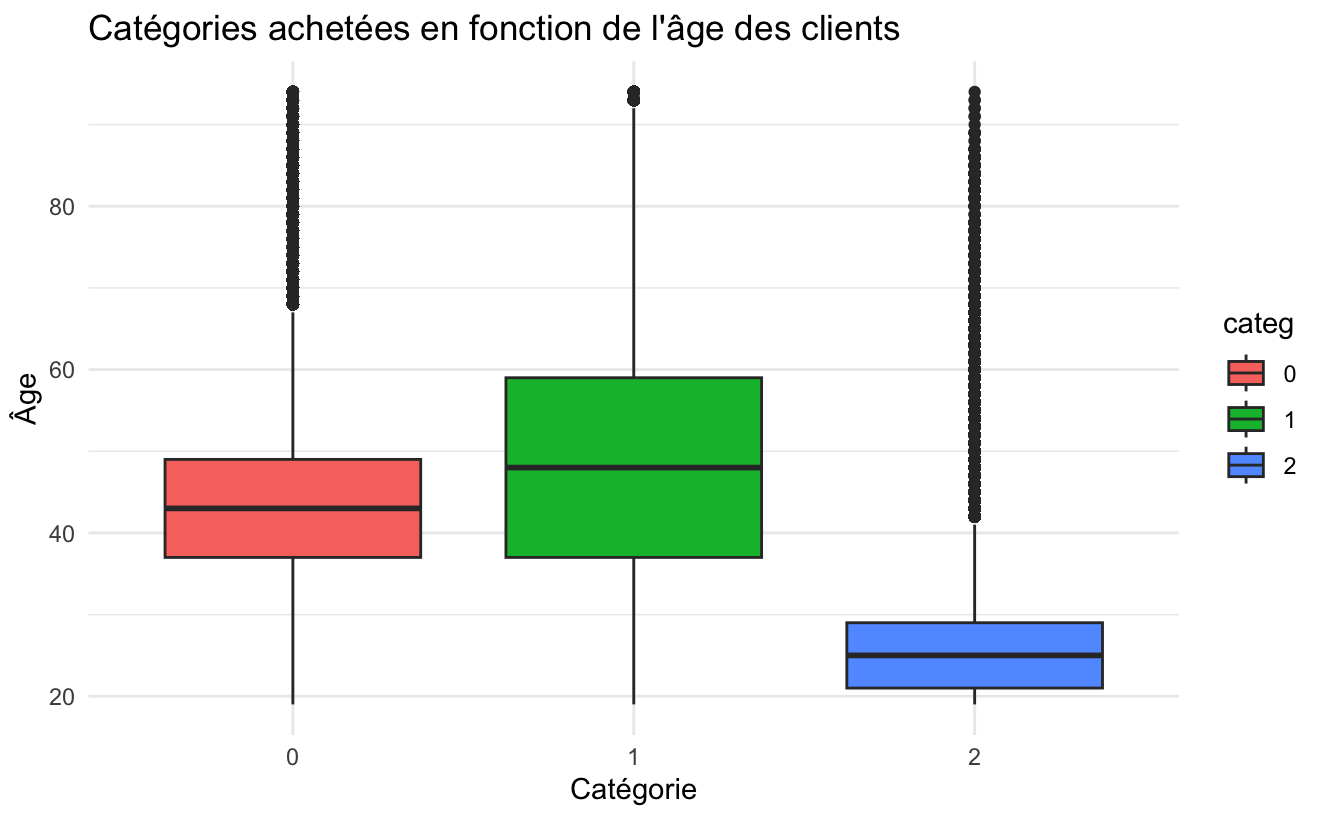 Catégories achetées en fonction de l'âge des clients
80
60
40
20
Âge
0
1
2
Catégorie
categ
0
1
2